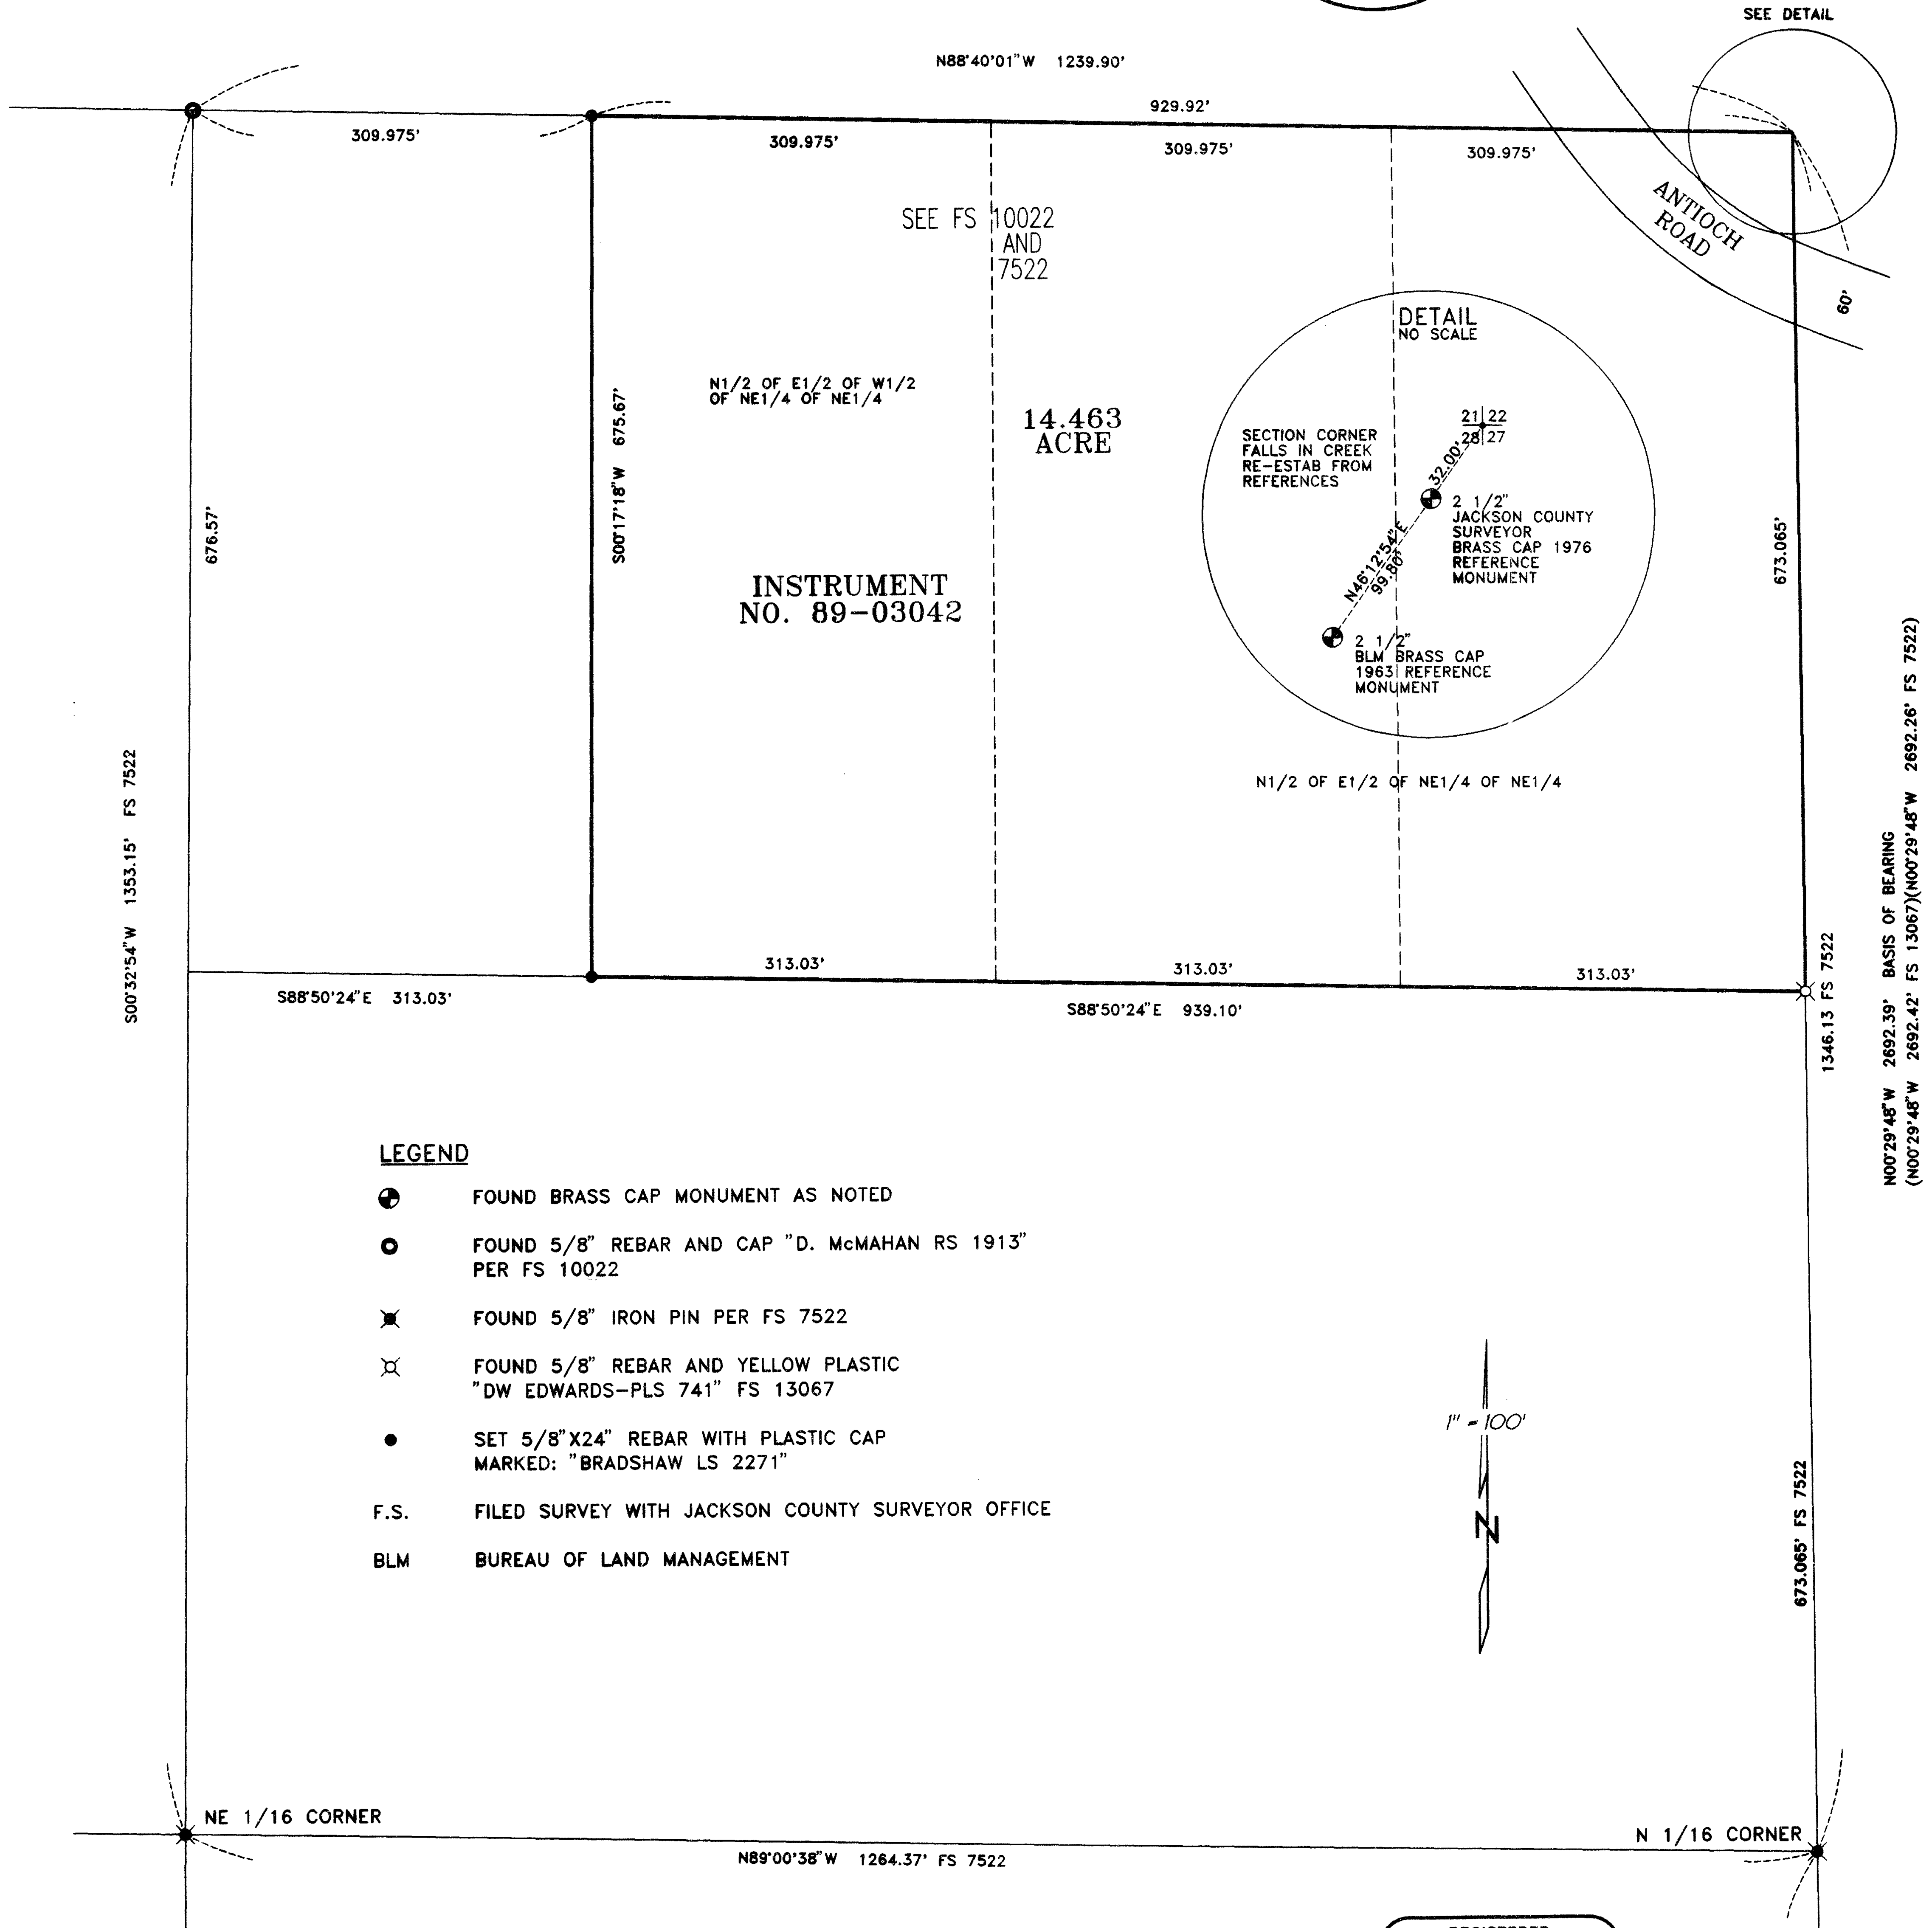 SEE DETAIL
N88°40'01"W 1239.90'
929.92'
309.975'
309.975'
309.975'
309.975'
ANTIOCH
ROAD
60'
SEE FS 10022
AND
7522
DETAIL
NO SCALE
N1/2 OF E1/2 OF W1/2
OF NE1/4 OF NE1/4
14.463
ACRE
S00°17'18"W 675.67'
676.57'
SECTION CORNER
FALLS IN CREEK
RE-ESTAB FROM
REFERENCES
21 22
28 27
32.00'
2 1/2"
JACKSON COUNTY
SURVEYOR
BRASS CAP 1976
REFERENCE
MONUMENT
N46°12'54"E
99.80'
2 1/2"
BLM BRASS CAP
1963 REFERENCE
MONUMENT
673.065'
INSTRUMENT
NO. 89-03042
N1/2 OF E1/2 OF NE1/4 OF NE1/4
S00°32'54"W 1353.15' FS 7522
313.03'
313.03'
313.03'
S88°50'24"E 313.03'
S88°50'24"E 939.10'
1346.13 FS 7522
N00°29'48"W 2692.39' BASIS OF BEARING
(N00°29'48"W 2692.42' FS 13067)(N00°29'48"W 2692.26' FS 7522)
LEGEND
FOUND BRASS CAP MONUMENT AS NOTED
FOUND 5/8" REBAR AND CAP "D. McMAHAN RS 1913"
PER FS 10022
FOUND 5/8" IRON PIN PER FS 7522
FOUND 5/8" REBAR AND YELLOW PLASTIC
"DW EDWARDS-PLS 741" FS 13067
SET 5/8"X24" REBAR WITH PLASTIC CAP
MARKED: "BRADSHAW LS 2271"
F.S. FILED SURVEY WITH JACKSON COUNTY SURVEYOR OFFICE
BLM BUREAU OF LAND MANAGEMENT
1" = 100'
N
673.065' FS 7522
NE 1/16 CORNER
N 1/16 CORNER
N89°00'38"W 1264.37' FS 7522